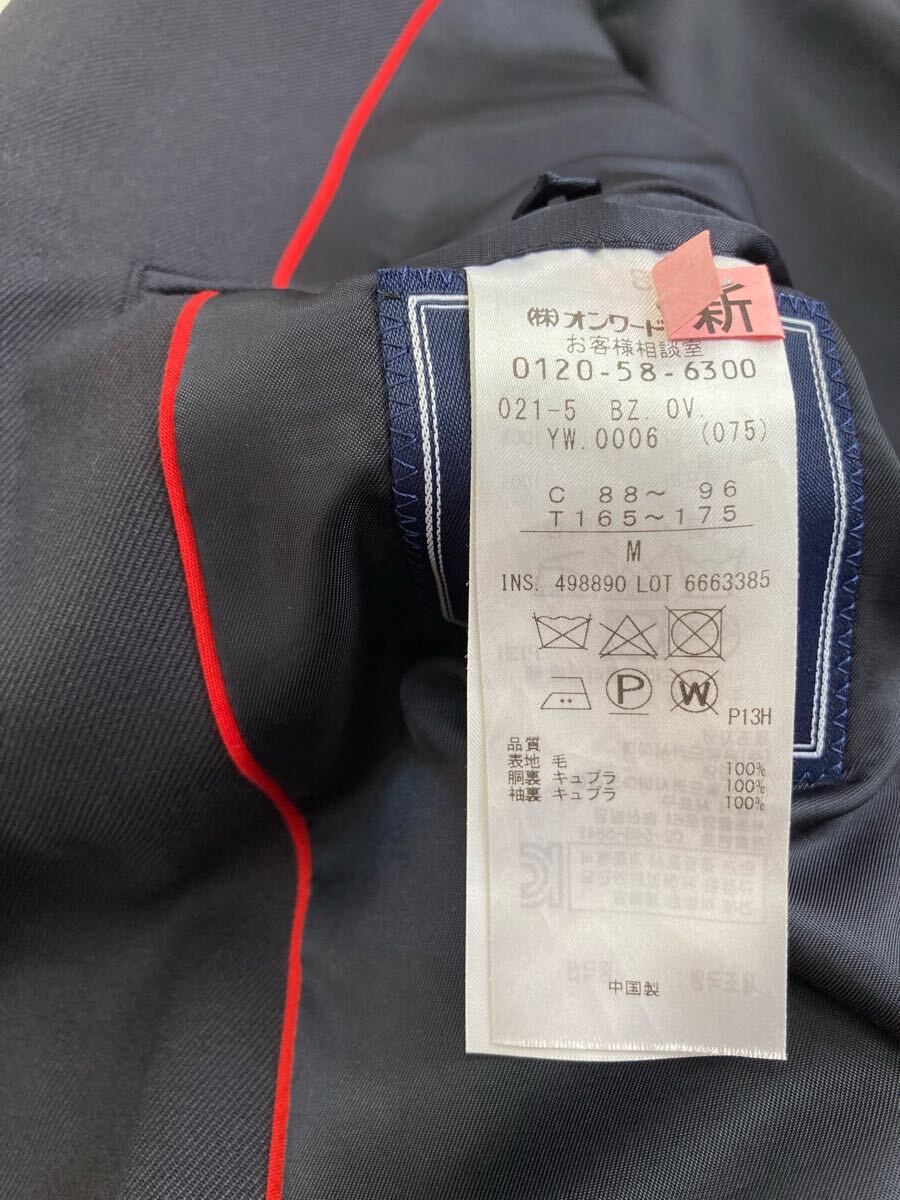 新
(株)オンワード
お客様相談室
0120-58-6300
021-5 BZ. OV.
YW. 0006 (075)
C 88～ 96
T165～175
M
INS. 498890 LOT 6663385
P
W
P13H
品質
表地 毛 100%
胴裏 キュプラ 100%
袖裏 キュプラ 100%
中国製